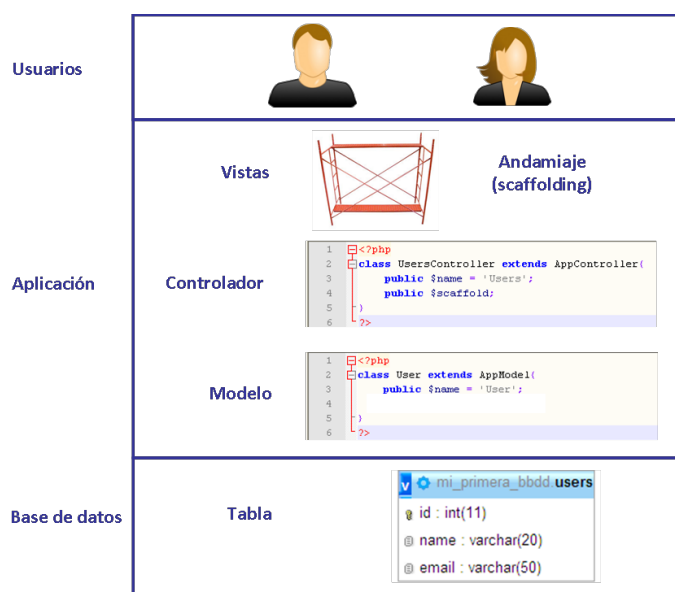 Usuarios
Vistas
Andamiaje
(scaffolding)
Aplicación
Controlador
1 <?php
2 class UsersController extends AppController(
3 public $name = 'Users';
4 public $scaffold;
5 )
6 ?>
Modelo
1 <?php
2 class User extends AppModel(
3 public $name = 'User';
4
5 )
6 ?>
Base de datos
Tabla
v mi_primera_bbdd.users
id : int(11)
name : varchar(20)
email : varchar(50)